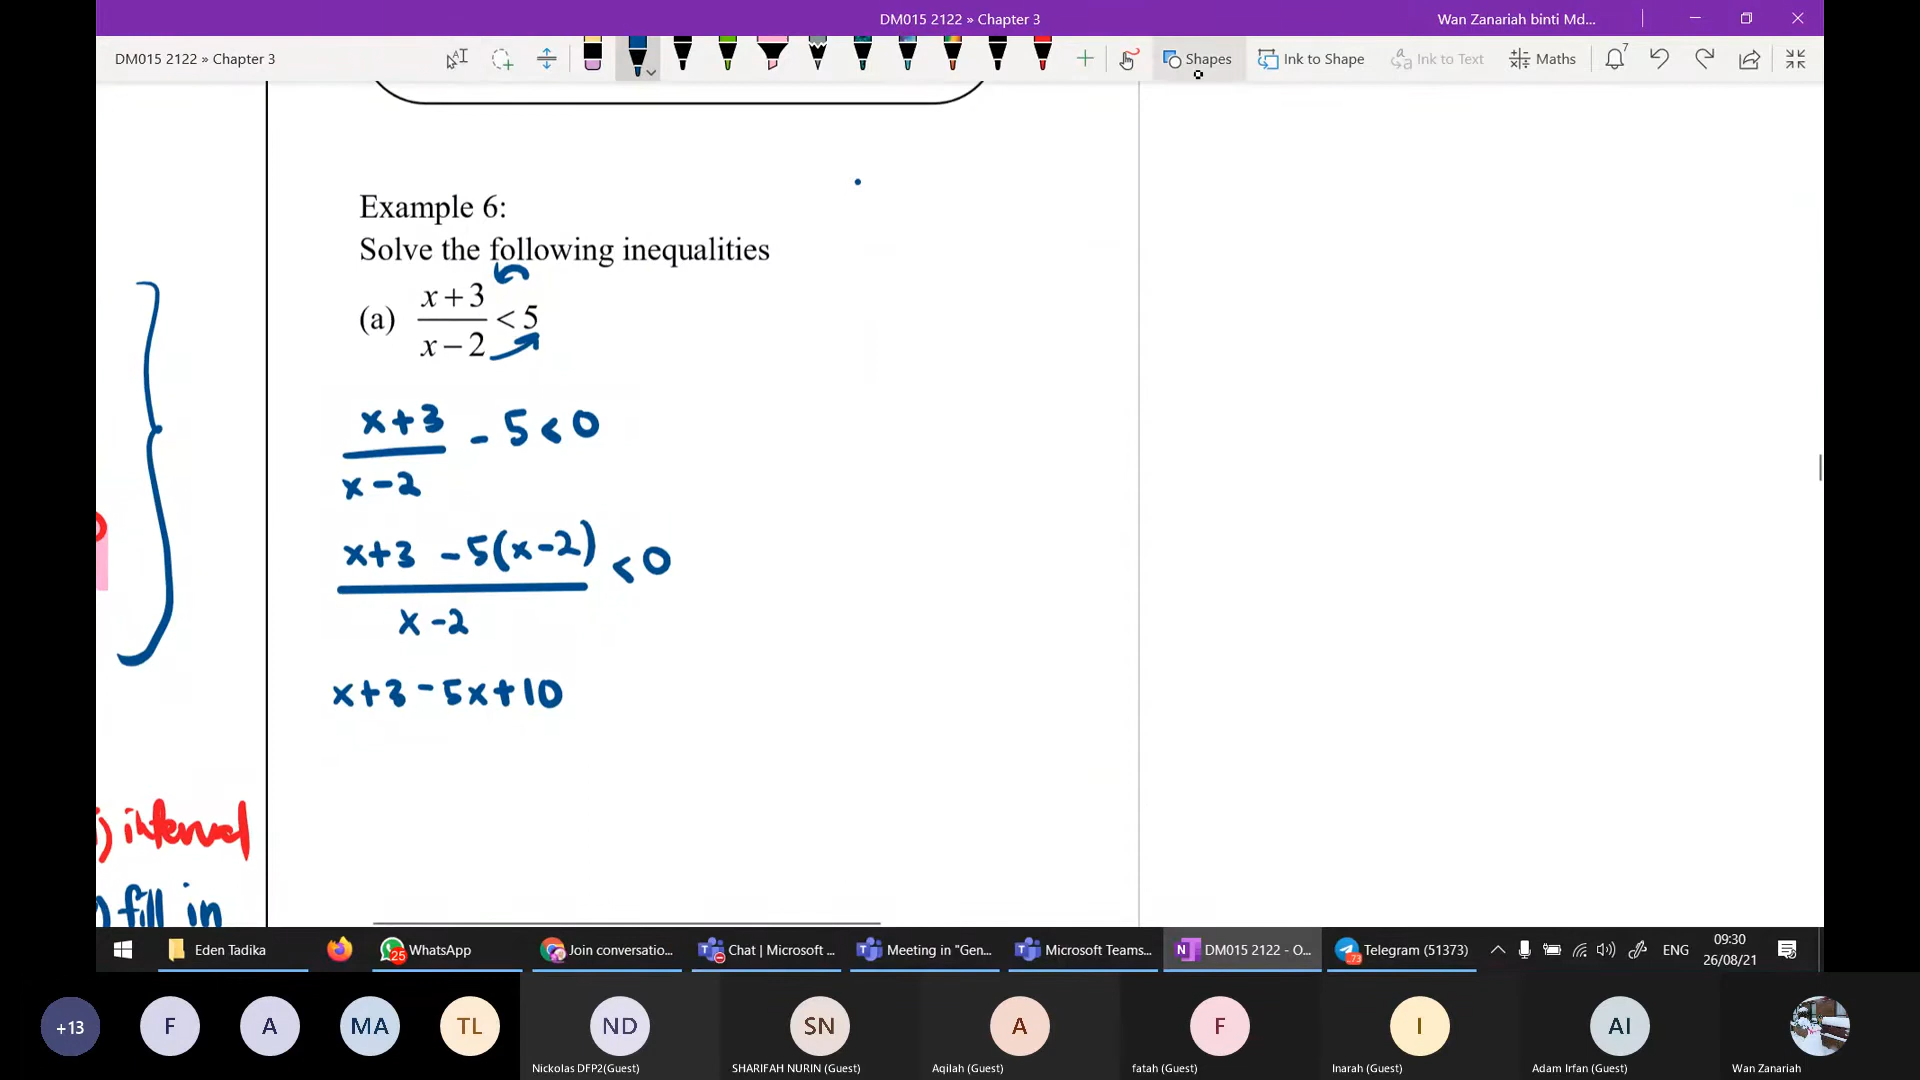 DM015 2122 » Chapter 3
Wan Zanariah binti Md...
DM015 2122 » Chapter 3
Shapes
Ink to Shape
Ink to Text
Maths
7
Example 6:
Solve the following inequalities
(a) x + 3 / x − 2 < 5
x+3 / x-2 - 5 < 0
x+3 -5(x-2) / x-2 < 0
x+3-5x+10
) interval
) fill in
Eden Tadika
25
WhatsApp
Join conversatio...
Chat | Microsoft ...
Meeting in "Gen...
Microsoft Teams...
DM015 2122 - O...
73
Telegram (51373)
ENG
09:30
26/08/21
+13
F
A
MA
TL
ND
SN
A
F
I
AI
Nickolas DFP2(Guest)
SHARIFAH NURIN (Guest)
Aqilah (Guest)
fatah (Guest)
Inarah (Guest)
Adam Irfan (Guest)
Wan Zanariah